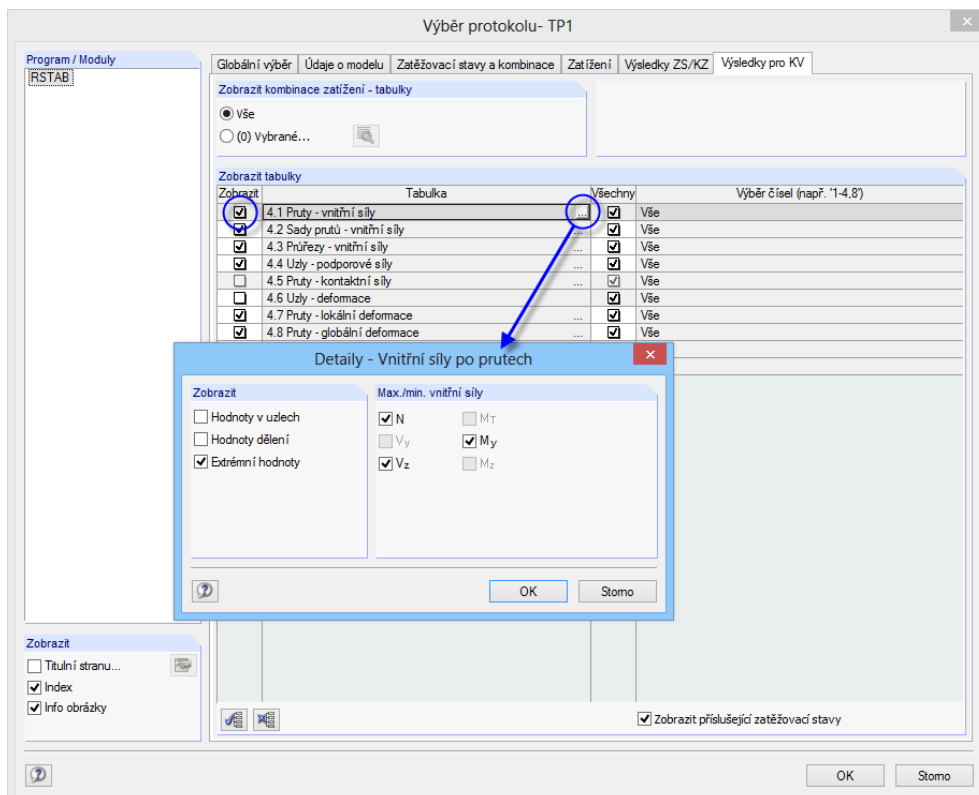 Výběr protokolu- TP1
Program / Moduly
RSTAB
Globální výběr
Údaje o modelu
Zatěžovací stavy a kombinace
Zatížení
Výsledky ZS/KZ
Výsledky pro KV
Zobrazit kombinace zatížení - tabulky
Vše
(0) Vybrané...
Zobrazit tabulky
Zobrazit Tabulka Všechny Výběr čísel (např. '1-4,8')
4.1 Pruty - vnitřní síly ... Vše
4.2 Sady prutů - vnitřní síly ... Vše
4.3 Průřezy - vnitřní síly ... Vše
4.4 Uzly - podporové síly ... Vše
4.5 Pruty - kontaktní síly ... Vše
4.6 Uzly - deformace Vše
4.7 Pruty - lokální deformace ... Vše
4.8 Pruty - globální deformace ... Vše
Detaily - Vnitřní síly po prutech
Zobrazit
Hodnoty v uzlech
Hodnoty dělení
Extrémní hodnoty
Max./min. vnitřní síly
N MT
Vy My
Vz Mz
OK Storno
Zobrazit
Titulní stranu...
Index
Info obrázky
Zobrazit příslušející zatěžovací stavy
OK Storno